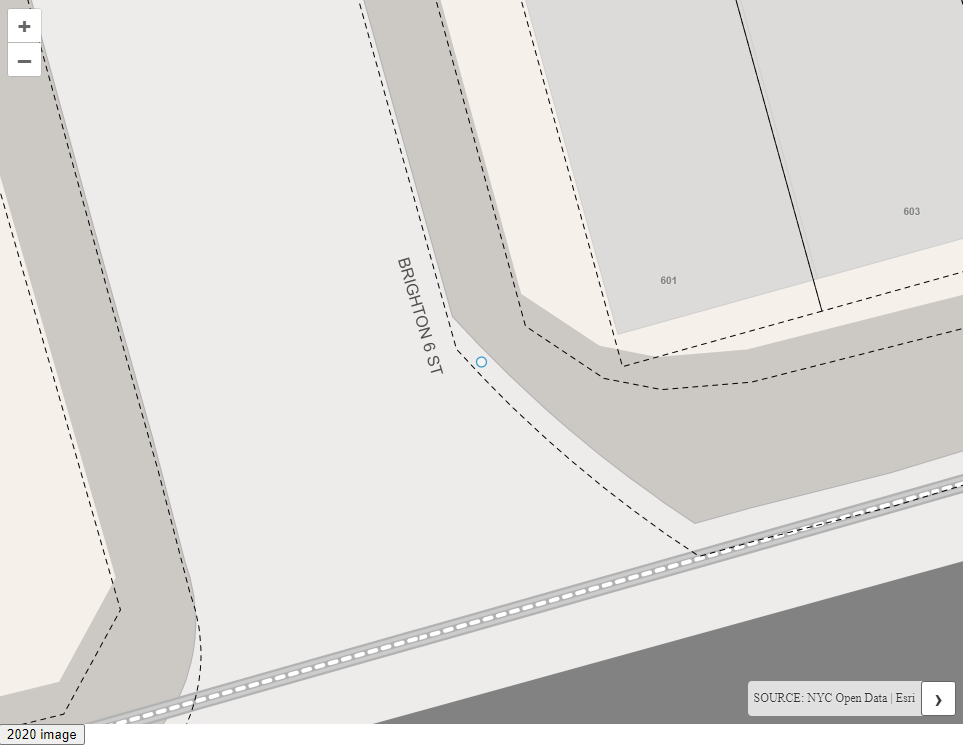 +
−
603
601
BRIGHTON 6 ST
SOURCE: NYC Open Data | Esri
›
2020 image